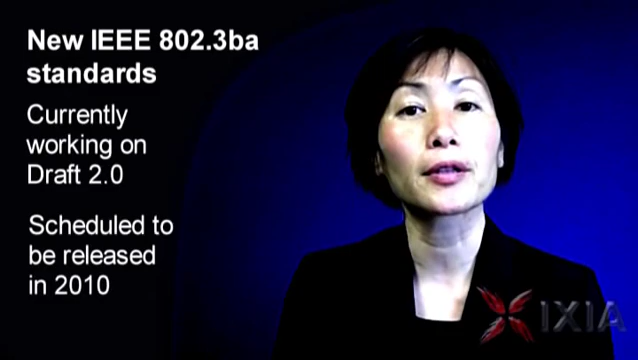 New IEEE 802.3ba
standards
Currently
working on
Draft 2.0
Scheduled to
be released
in 2010
IXIA